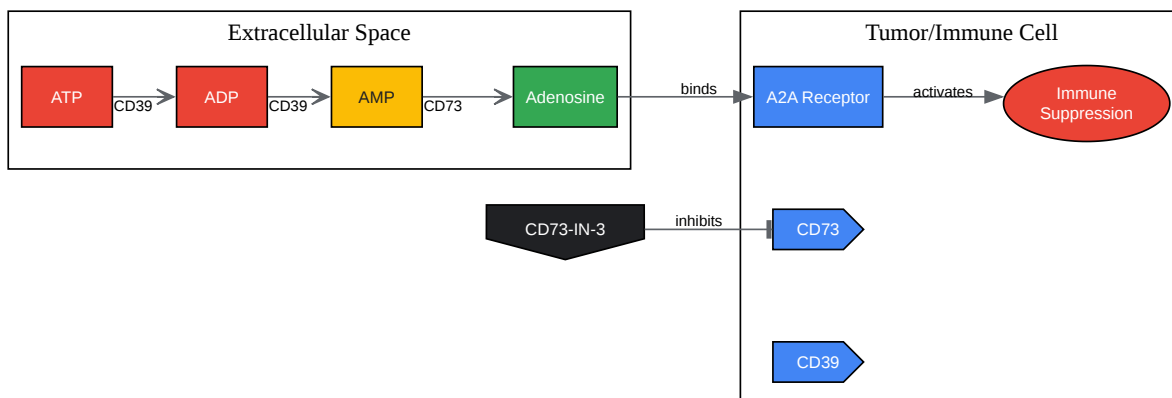 Extracellular Space
Tumor/Immune Cell
ATP
CD39
ADP
CD39
AMP
CD73
Adenosine
binds
A2A Receptor
activates
Immune
Suppression
CD73-IN-3
inhibits
CD73
CD39